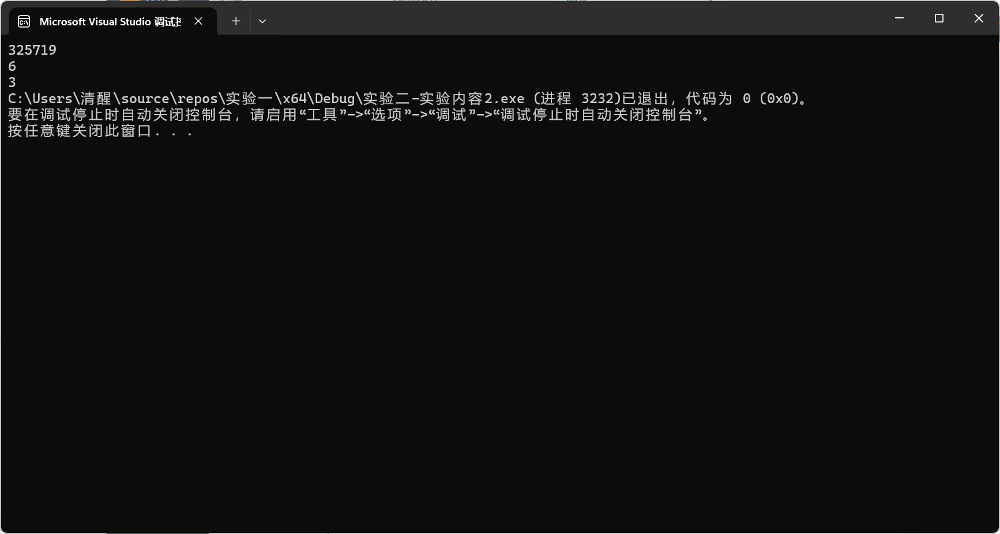 Microsoft Visual Studio 调试
325719
6
3
C:\Users\清醒\source\repos\实验一\x64\Debug\实验二-实验内容2.exe (进程 3232)已退出，代码为 0 (0x0)。
要在调试停止时自动关闭控制台，请启用“工具”->“选项”->“调试”->“调试停止时自动关闭控制台”。
按任意键关闭此窗口. . .